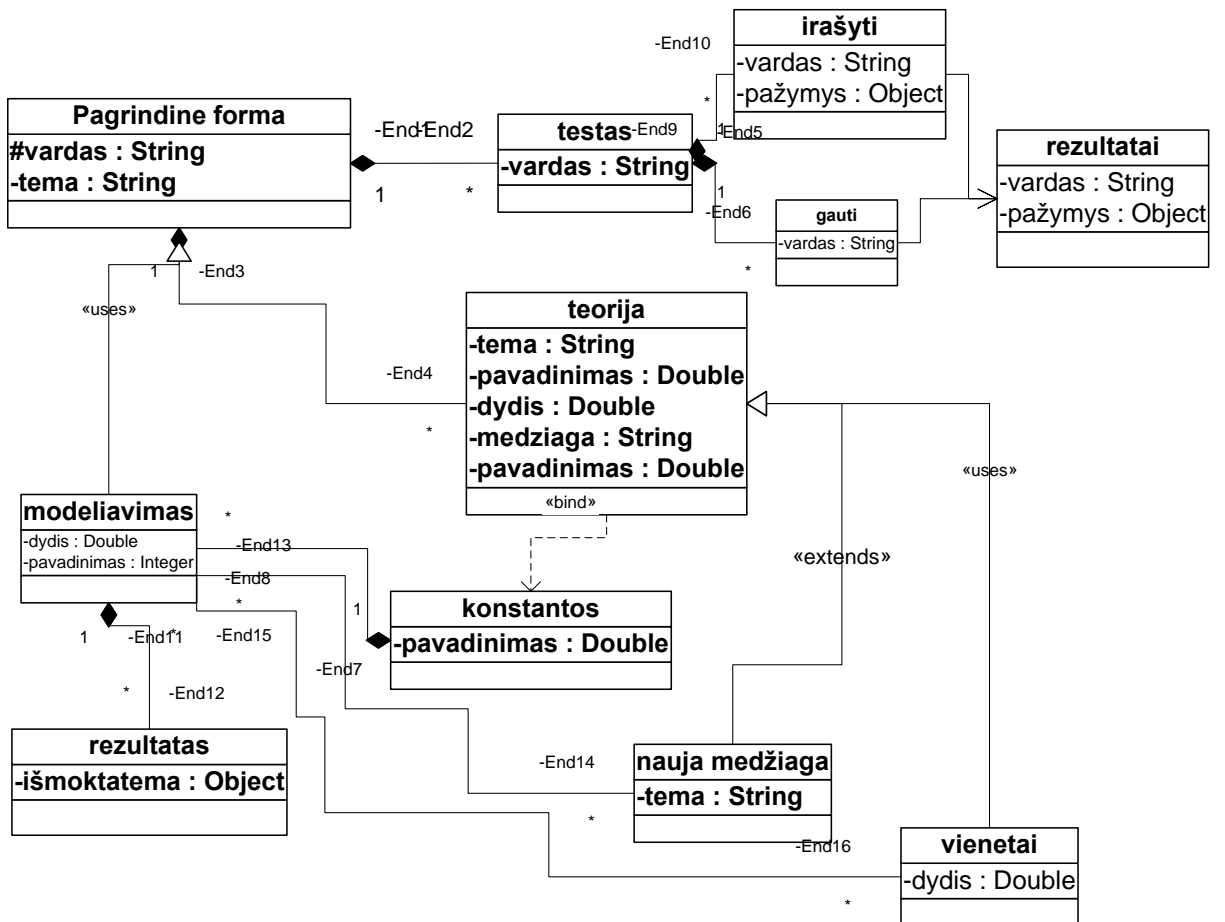 irašyti
-vardas : String
-pažymys : Object
-End10
*
Pagrindine forma
#vardas : String
-tema : String
-End1
-End2
1
*
testas
-vardas : String
-End9
1
-End5
1
-End6
*
gauti
-vardas : String
rezultatai
-vardas : String
-pažymys : Object
1
-End3
«uses»
teorija
-tema : String
-pavadinimas : Double
-dydis : Double
-medziaga : String
-pavadinimas : Double
«bind»
-End4
*
«uses»
«extends»
modeliavimas
-dydis : Double
-pavadinimas : Integer
*
-End13
-End8
*
1
-End11
*
-End15
1
konstantos
-pavadinimas : Double
-End7
*
-End12
rezultatas
-išmoktatema : Object
-End14
*
nauja medžiaga
-tema : String
-End16
*
vienetai
-dydis : Double